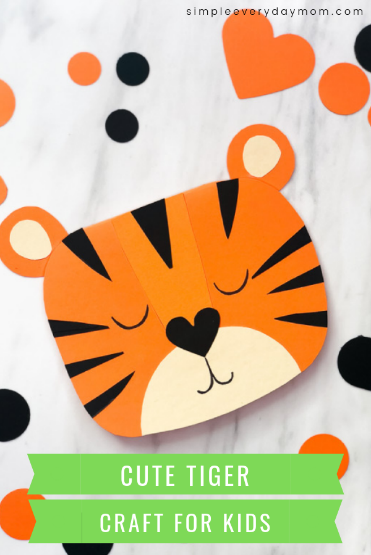 simpleeverydaymom.com
CUTE TIGER
CRAFT FOR KIDS